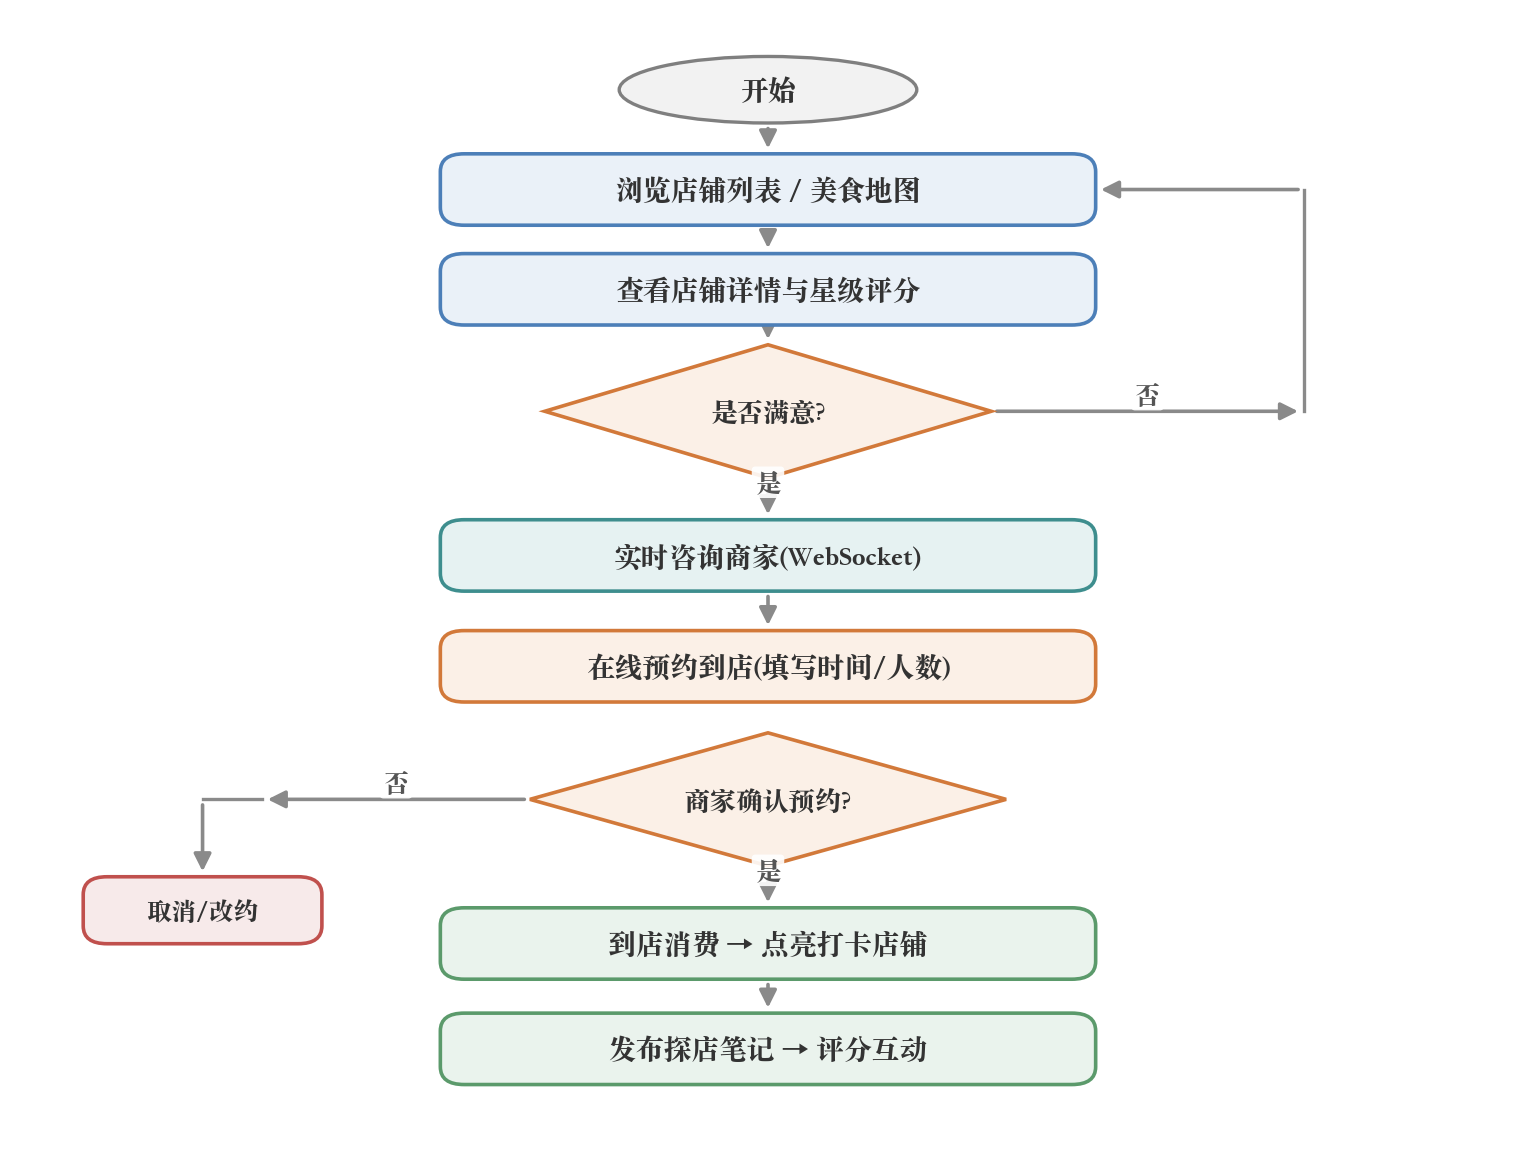 开始
浏览店铺列表 / 美食地图
查看店铺详情与星级评分
是否满意?
否
是
实时咨询商家(WebSocket)
在线预约到店(填写时间/人数)
商家确认预约?
否
是
取消/改约
到店消费 → 点亮打卡店铺
发布探店笔记 → 评分互动